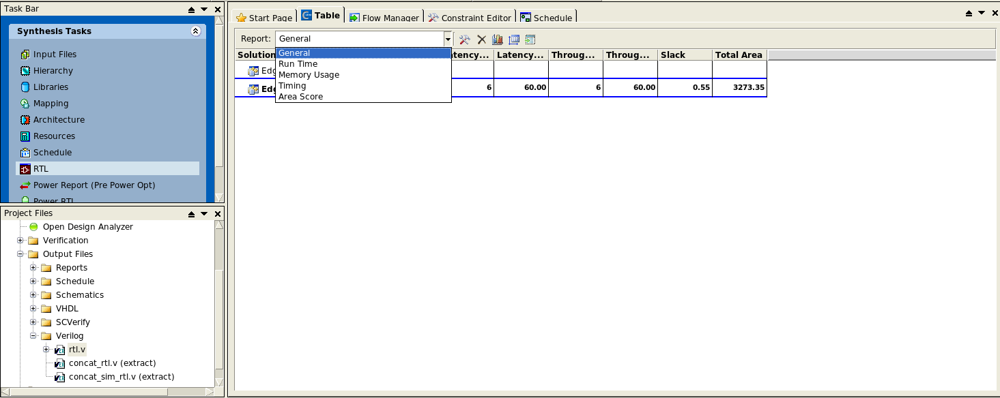 Task Bar
Synthesis Tasks
Input Files
Hierarchy
Libraries
Mapping
Architecture
Resources
Schedule
RTL
Power Report (Pre Power Opt)
Power RTL
Project Files
Open Design Analyzer
Verification
Output Files
Reports
Schedule
Schematics
VHDL
SCVerify
Verilog
rtl.v
concat_rtl.v (extract)
concat_sim_rtl.v (extract)
Start Page Table Flow Manager Constraint Editor Schedule
Report: General
General
Run Time
Memory Usage
Timing
Area Score
Solution atency... Latency... Throug... Throug... Slack Total Area
Edg
Edg 6 60.00 6 60.00 0.55 3273.35